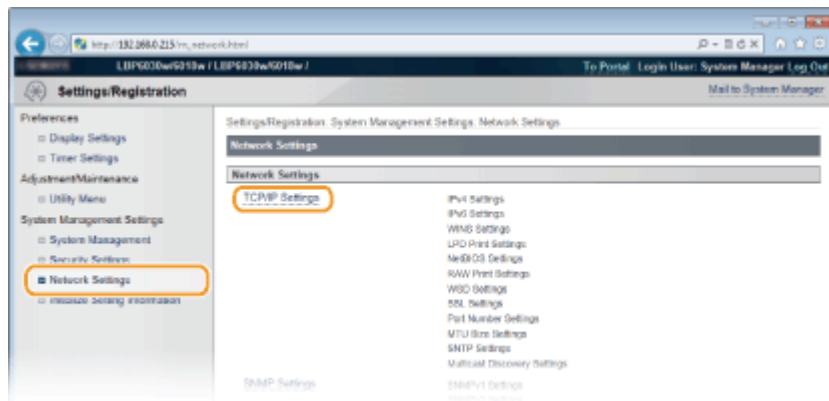 http://192.168.0.215/m_network.html
LBP6030w/6018w / LBP6030w/6018w /
To Portal Login User: System Manager Log Out
Settings/Registration
Mail to System Manager
Preferences
Display Settings
Timer Settings
Adjustment/Maintenance
Utility Menu
System Management Settings
System Management
Security Settings
Network Settings
Initialize Setting Information
Settings/Registration: System Management Settings: Network Settings
Network Settings
Network Settings
TCP/IP Settings
IPv4 Settings
IPv6 Settings
WINS Settings
LPD Print Settings
NetBIOS Settings
RAW Print Settings
WSD Settings
SSL Settings
Port Number Settings
MTU Size Settings
SNTP Settings
Multicast Discovery Settings
SNMP Settings
SNMPv1 Settings